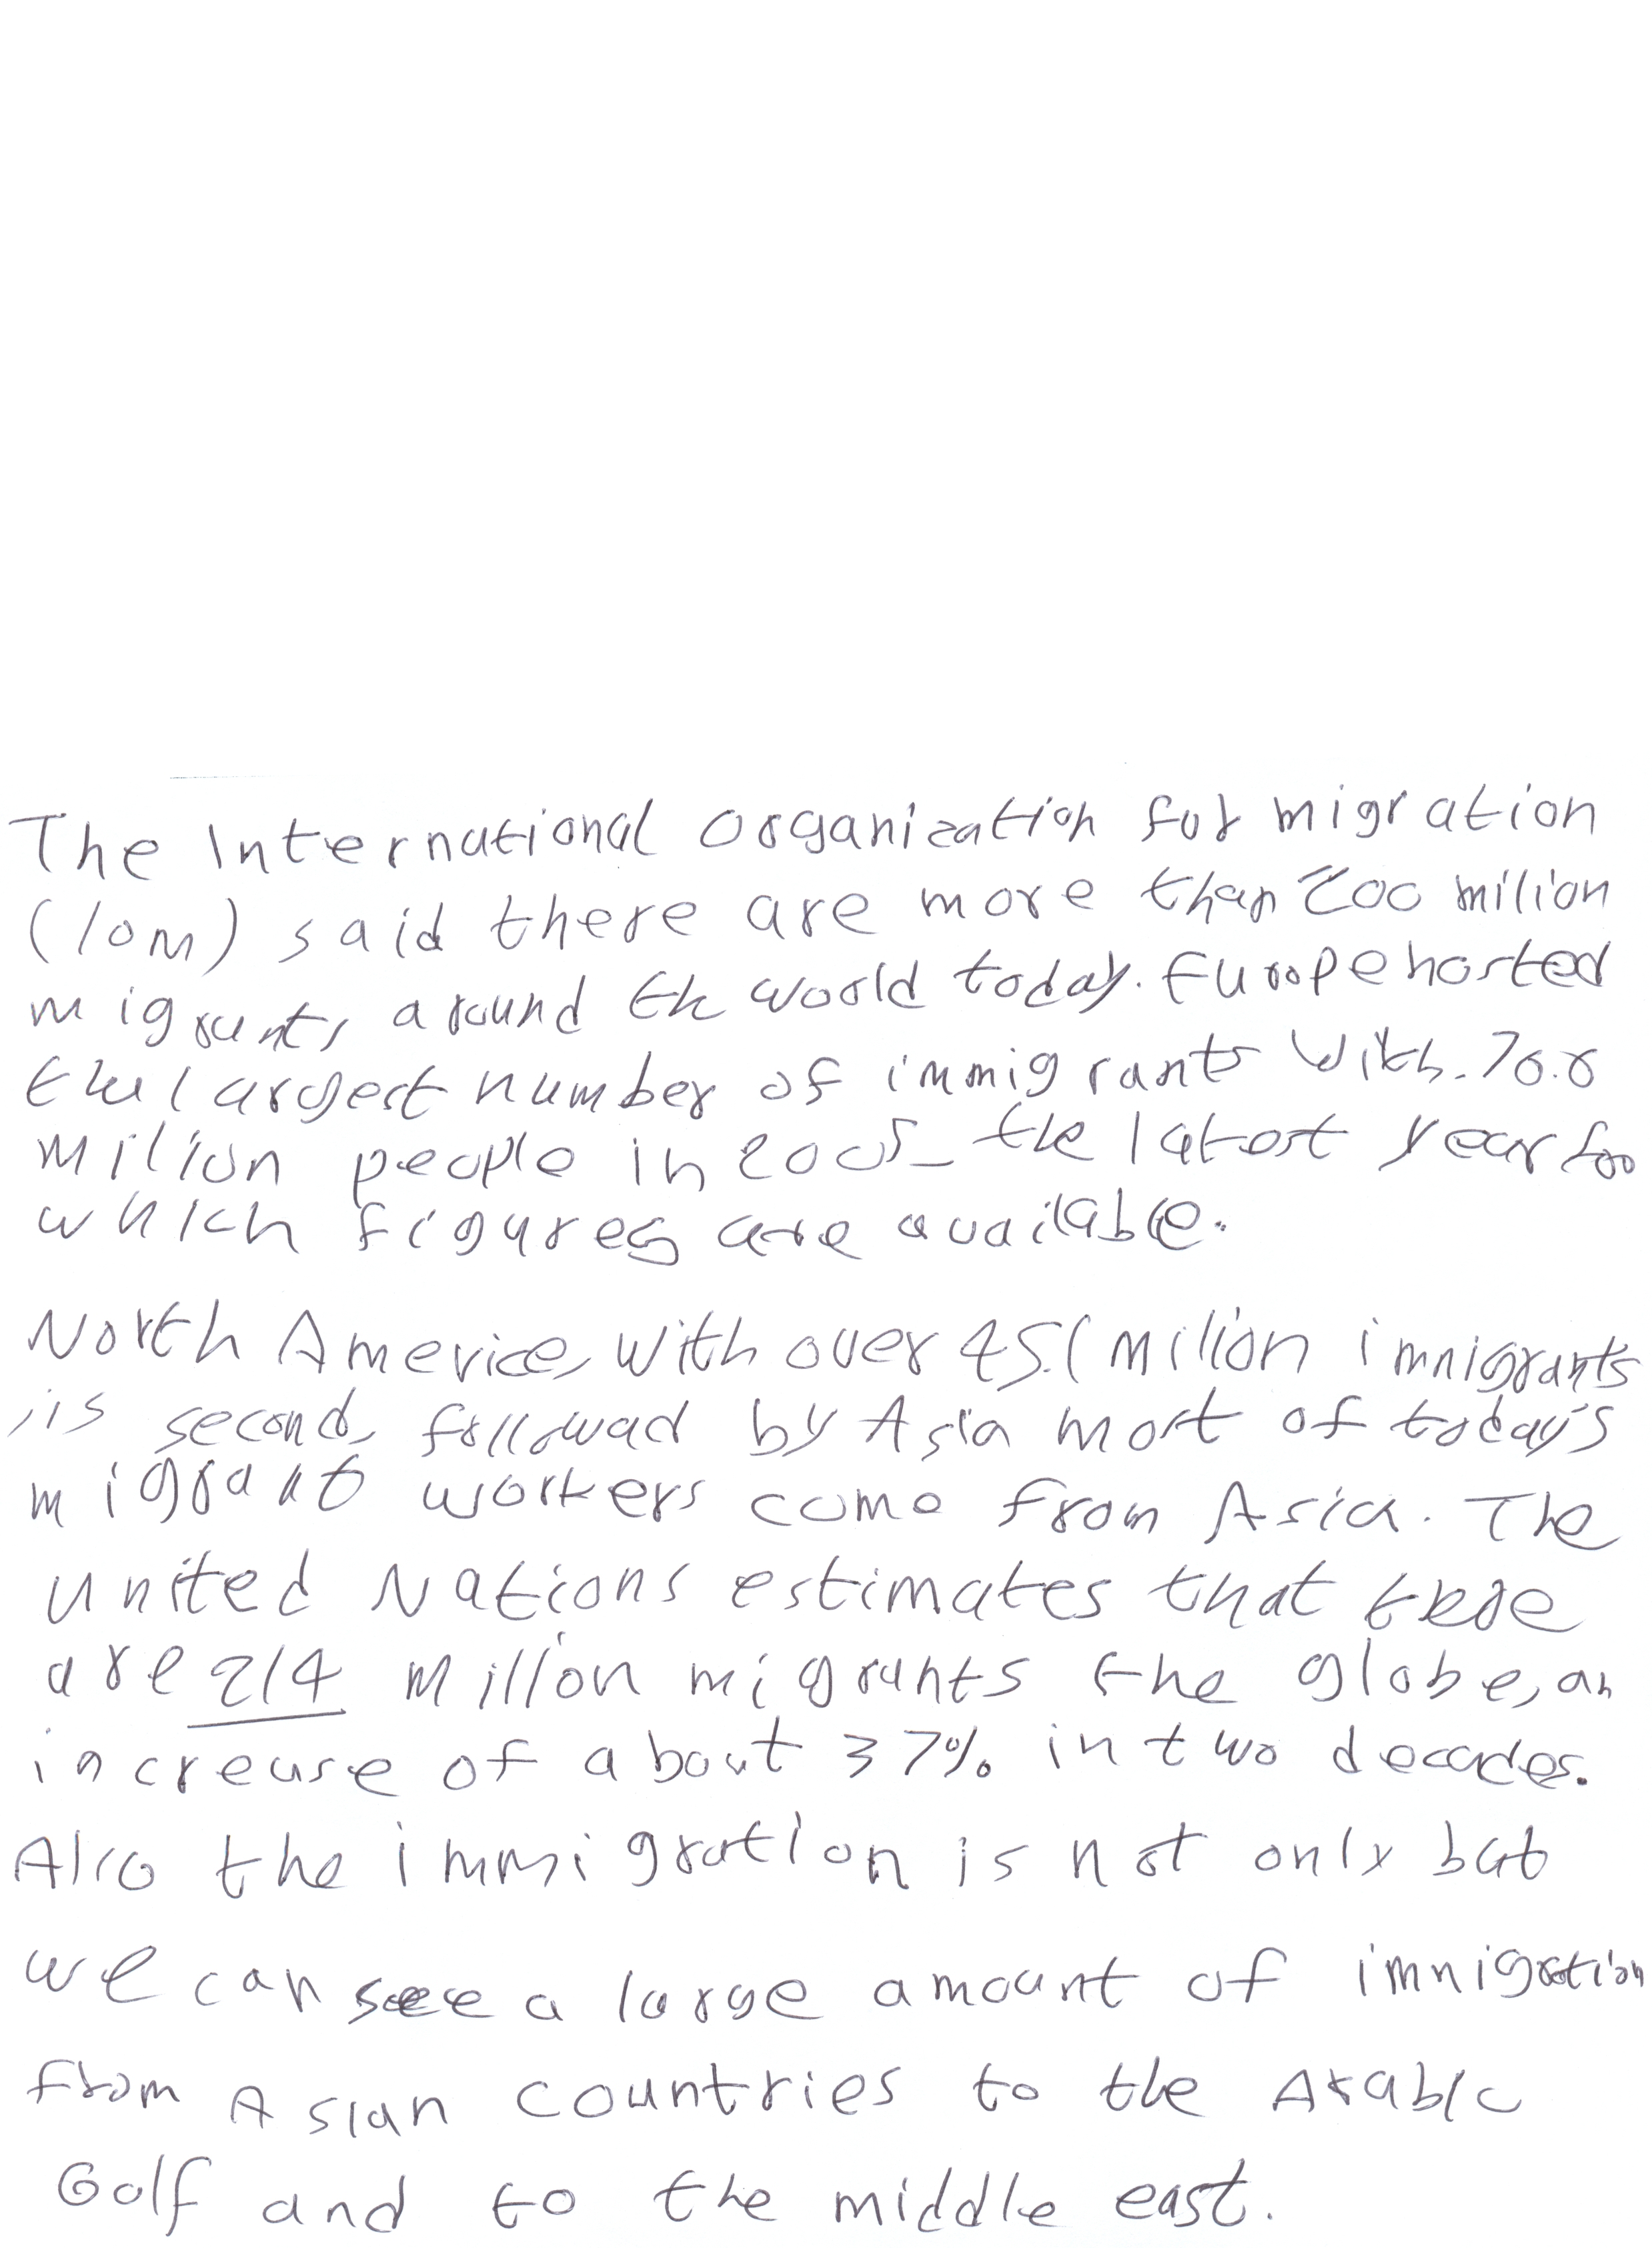 The International Organization for migration
(IOM) said there are more than 200 milion
migrants around the world today. Europe hosted
the largest number of immigrants with. 70.6
milion people in 2005_ the latest year for
which figures are available.
North America, with over 45.1 milion immigrants
is second, followed by Asia most of today's
migrant workers come from Asia. The
United Nations estimates that there
are 214 Millon migrants the globe, an
increase of about 37% in two decades.
Also the immigration is not only but
we can see a large amount of immigration
from Asian countries to the Arabic
Golf and to the middle east.